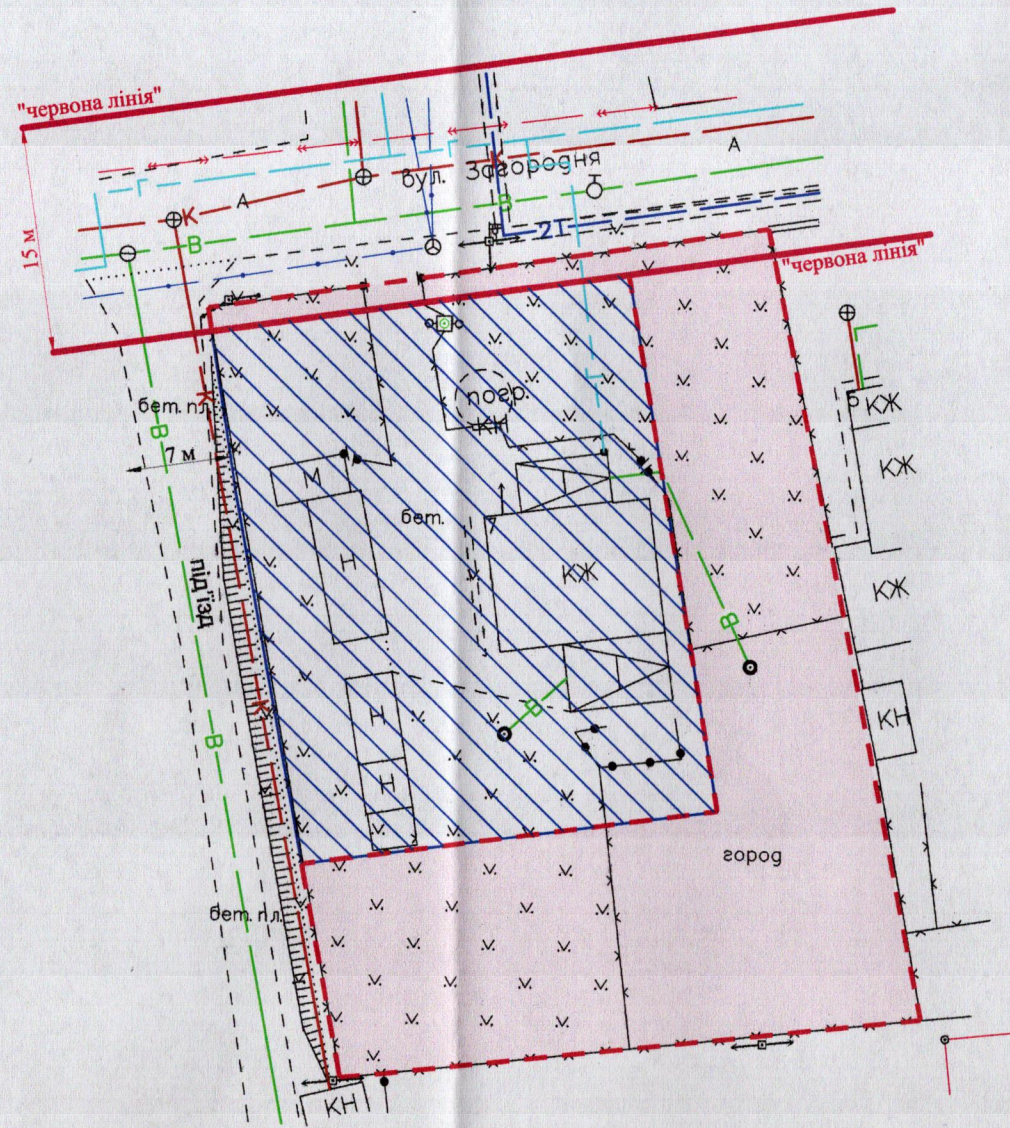 "червона лінія"
вул. Загородня
К
А
А
К
В
В
21
15 м
"червона лінія"
Г
бет. пл.
К
В
погр.
КН
КЖ
7 м
М
КЖ
бет.
Н
КЖ
КЖ
під'їзд
В
К
В
В
Н
КН
Н
город
бет. пл.
КН